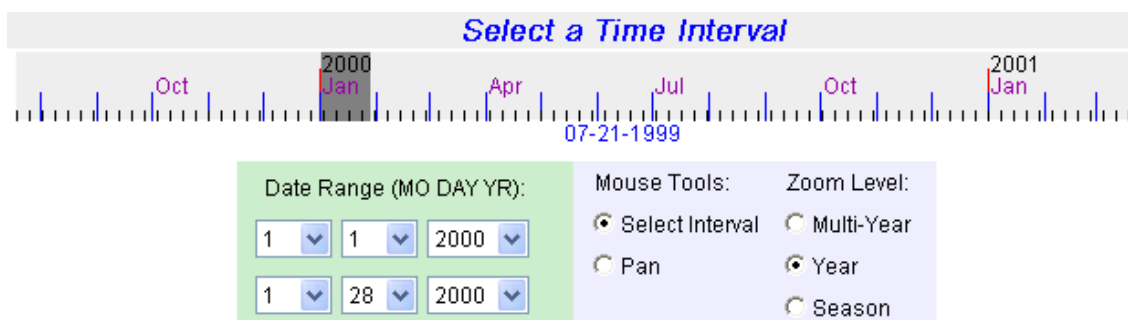 Select a Time Interval
2000 2001
Oct Jan Apr Jul Oct Jan
07-21-1999
Date Range (MO DAY YR): Mouse Tools: Zoom Level:
1 1 2000 Select Interval Multi-Year
Pan Year
1 28 2000 Season